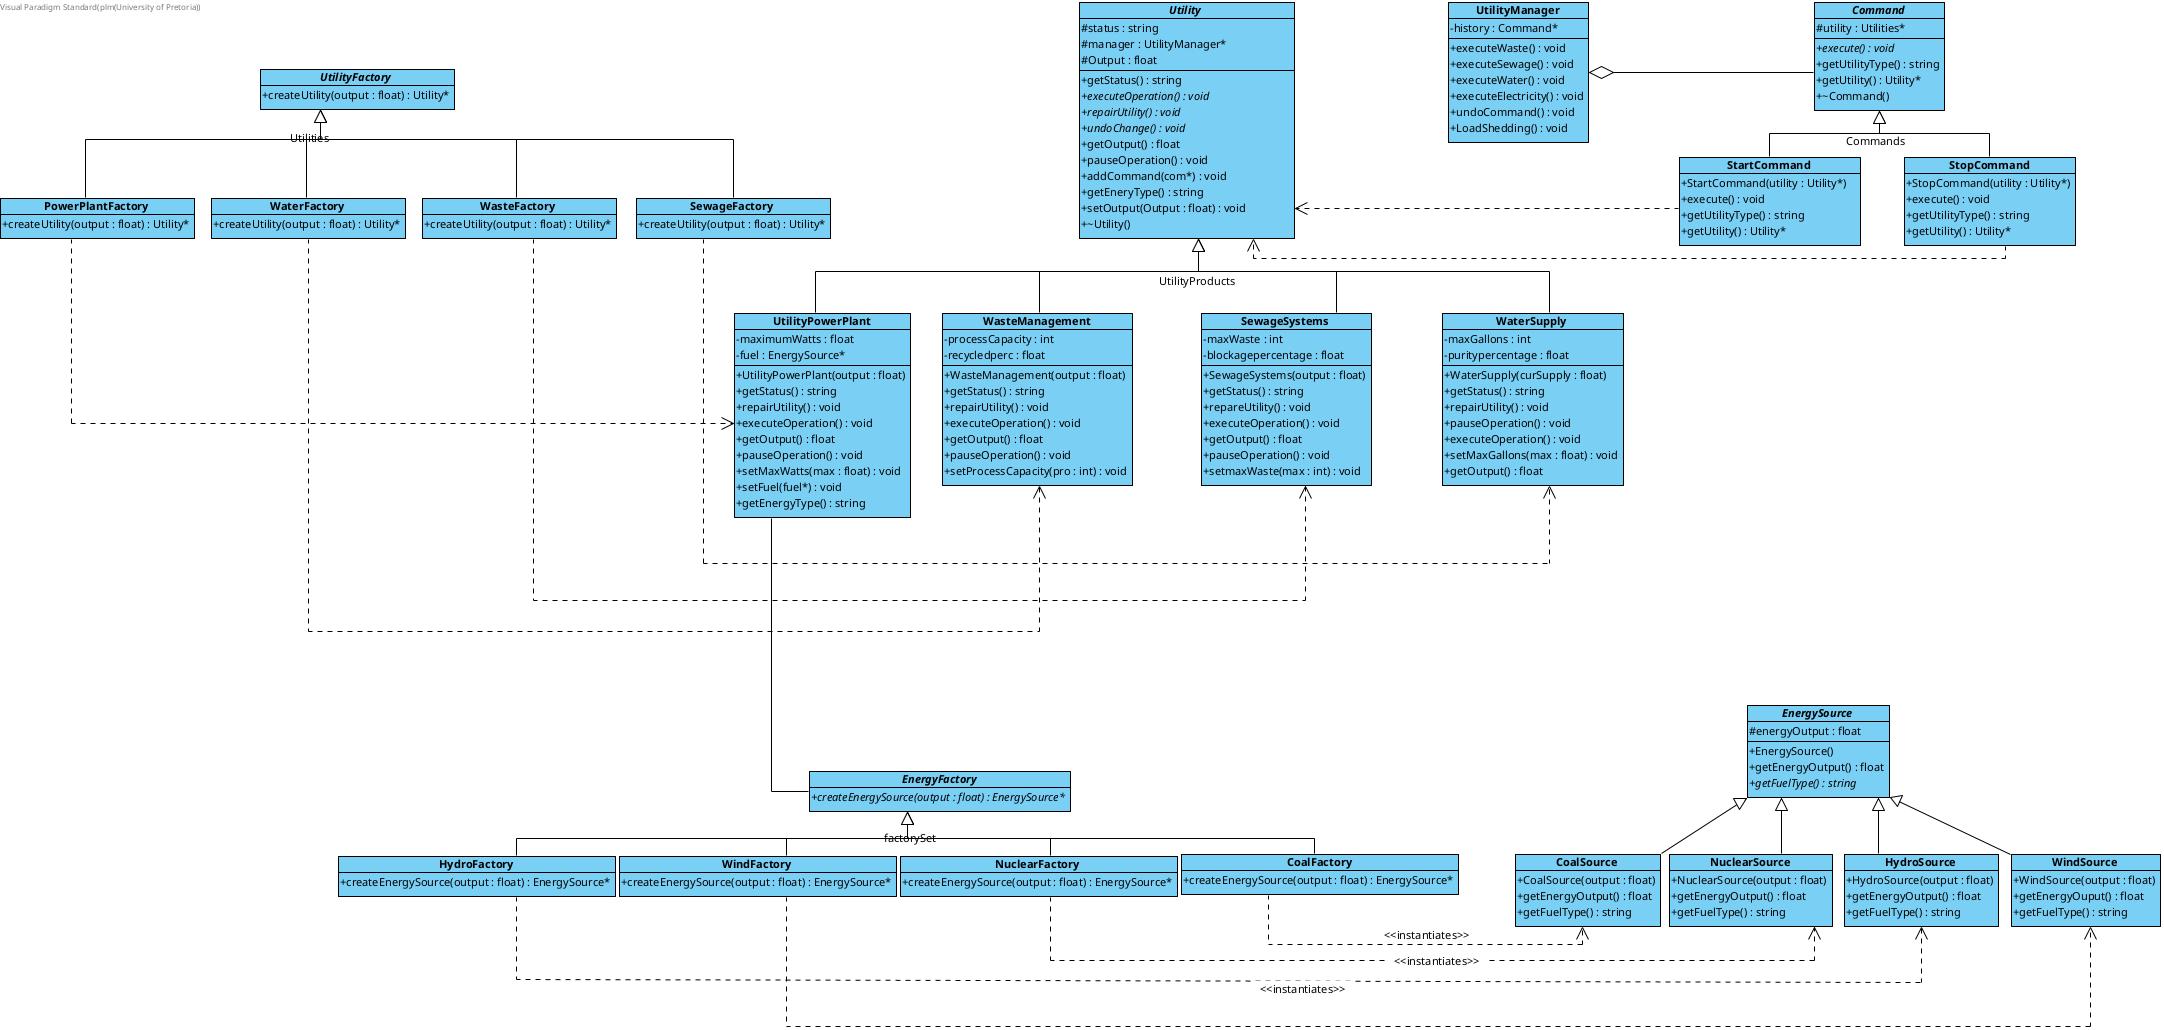 Visual Paradigm Standard(plm(University of Pretoria))
Utility
#status : string
#manager : UtilityManager*
#Output : float
+getStatus() : string
+executeOperation() : void
+repairUtility() : void
+undoChange() : void
+getOutput() : float
+pauseOperation() : void
+addCommand(com*) : void
+getEneryType() : string
+setOutput(Output : float) : void
+~Utility()
UtilityManager
-history : Command*
+executeWaste() : void
+executeSewage() : void
+executeWater() : void
+executeElectricity() : void
+undoCommand() : void
+LoadShedding() : void
Command
#utility : Utilities*
+execute() : void
+getUtilityType() : string
+getUtility() : Utility*
+~Command()
UtilityFactory
+createUtility(output : float) : Utility*
Utilities
Commands
StartCommand
+StartCommand(utility : Utility*)
+execute() : void
+getUtilityType() : string
+getUtility() : Utility*
StopCommand
+StopCommand(utility : Utility*)
+execute() : void
+getUtilityType() : string
+getUtility() : Utility*
PowerPlantFactory
+createUtility(output : float) : Utility*
WaterFactory
+createUtility(output : float) : Utility*
WasteFactory
+createUtility(output : float) : Utility*
SewageFactory
+createUtility(output : float) : Utility*
UtilityProducts
UtilityPowerPlant
-maximumWatts : float
-fuel : EnergySource*
+UtilityPowerPlant(output : float)
+getStatus() : string
+repairUtility() : void
+executeOperation() : void
+getOutput() : float
+pauseOperation() : void
+setMaxWatts(max : float) : void
+setFuel(fuel*) : void
+getEnergyType() : string
WasteManagement
-processCapacity : int
-recycledperc : float
+WasteManagement(output : float)
+getStatus() : string
+repairUtility() : void
+executeOperation() : void
+getOutput() : float
+pauseOperation() : void
+setProcessCapacity(pro : int) : void
SewageSystems
-maxWaste : int
-blockagepercentage : float
+SewageSystems(output : float)
+getStatus() : string
+repareUtility() : void
+executeOperation() : void
+getOutput() : float
+pauseOperation() : void
+setmaxWaste(max : int) : void
WaterSupply
-maxGallons : int
-puritypercentage : float
+WaterSupply(curSupply : float)
+getStatus() : string
+repairUtility() : void
+pauseOperation() : void
+executeOperation() : void
+setMaxGallons(max : float) : void
+getOutput() : float
EnergySource
#energyOutput : float
+EnergySource()
+getEnergyOutput() : float
+getFuelType() : string
EnergyFactory
+createEnergySource(output : float) : EnergySource*
factorySet
HydroFactory
+createEnergySource(output : float) : EnergySource*
WindFactory
+createEnergySource(output : float) : EnergySource*
NuclearFactory
+createEnergySource(output : float) : EnergySource*
CoalFactory
+createEnergySource(output : float) : EnergySource*
CoalSource
+CoalSource(output : float)
+getEnergyOutput() : float
+getFuelType() : string
NuclearSource
+NuclearSource(output : float)
+getEnergyOutput() : float
+getFuelType() : string
HydroSource
+HydroSource(output : float)
+getEnergyOutput() : float
+getFuelType() : string
WindSource
+WindSource(output : float)
+getEnergyOuput() : float
+getFuelType() : string
<<instantiates>>
<<instantiates>>
<<instantiates>>